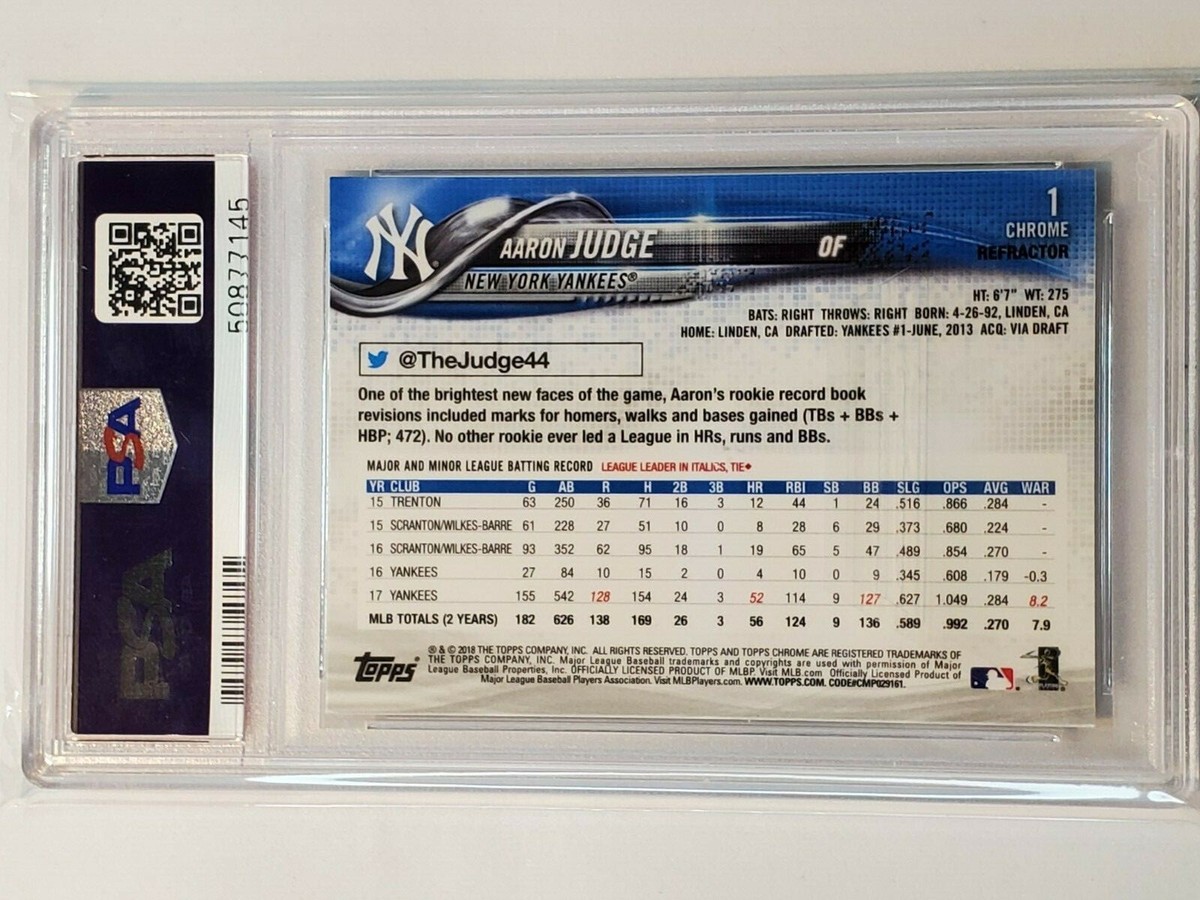 50877145
PSA
PSA
NY
AARON JUDGE OF
NEW YORK YANKEES®
1
CHROME
REFRACTOR
HT: 6'7" WT: 275
BATS: RIGHT THROWS: RIGHT BORN: 4-26-92, LINDEN, CA
HOME: LINDEN, CA DRAFTED: YANKEES #1-JUNE, 2013 ACQ: VIA DRAFT
@TheJudge44
One of the brightest new faces of the game, Aaron's rookie record book
revisions included marks for homers, walks and bases gained (TBs + BBs +
HBP; 472). No other rookie ever led a League in HRs, runs and BBs.
MAJOR AND MINOR LEAGUE BATTING RECORD LEAGUE LEADER IN ITALICS, TIE◆
YR CLUB G AB R H 2B 3B HR RBI SB BB SLG OPS AVG WAR
15 TRENTON 63 250 36 71 16 3 12 44 1 24 .516 .866 .284 -
15 SCRANTON/WILKES-BARRE 61 228 27 51 10 0 8 28 6 29 .373 .680 .224 -
16 SCRANTON/WILKES-BARRE 93 352 62 95 18 1 19 65 5 47 .489 .854 .270 -
16 YANKEES 27 84 10 15 2 0 4 10 0 9 .345 .608 .179 -0.3
17 YANKEES 155 542 128 154 24 3 52 114 9 127 .627 1.049 .284 8.2
MLB TOTALS (2 YEARS) 182 626 138 169 26 3 56 124 9 136 .589 .992 .270 7.9
topps®
® & © 2018 THE TOPPS COMPANY, INC. ALL RIGHTS RESERVED. TOPPS AND TOPPS CHROME ARE REGISTERED TRADEMARKS OF
THE TOPPS COMPANY, INC. Major League Baseball trademarks and copyrights are used with permission of Major
League Baseball Properties, Inc. OFFICIALLY LICENSED PRODUCT OF MLBP. Visit MLB.com Officially Licensed Product of
Major League Baseball Players Association. Visit MLBPlayers.com. WWW.TOPPS.COM. CODE#CMP029161.